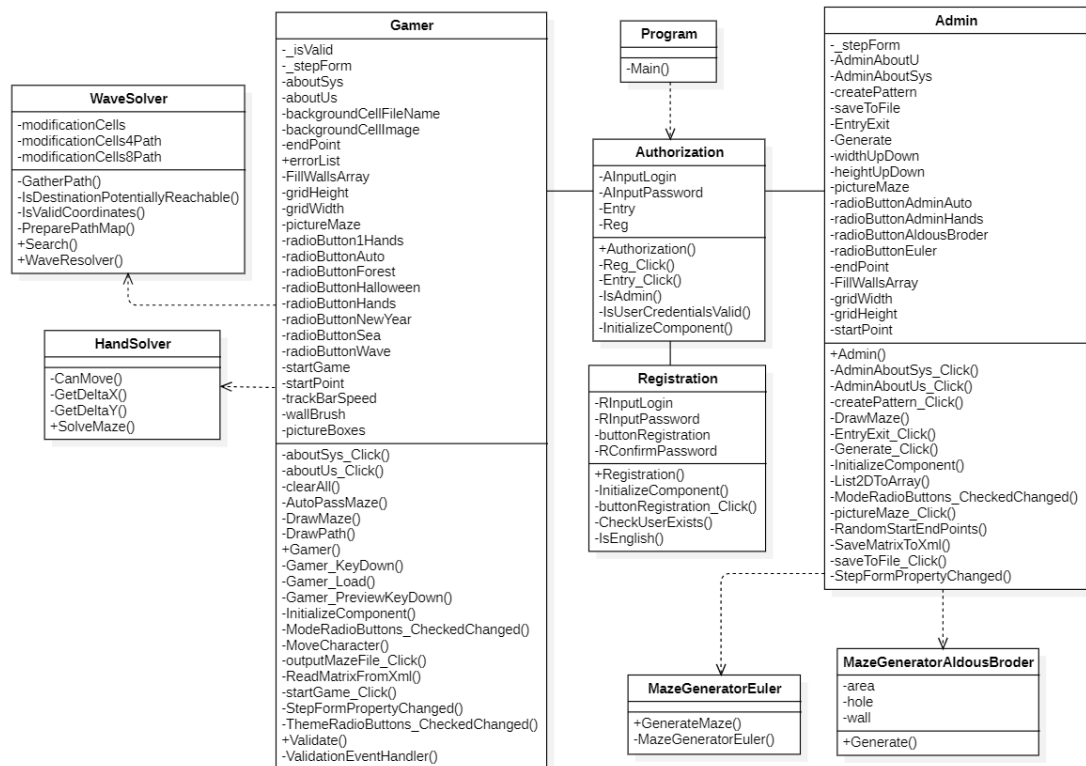 WaveSolver
-modificationCells
-modificationCells4Path
-modificationCells8Path
-GatherPath()
-IsDestinationPotentiallyReachable()
-IsValidCoordinates()
-PreparePathMap()
+Search()
+WaveResolver()
HandSolver
-CanMove()
-GetDeltaX()
-GetDeltaY()
+SolveMaze()
Gamer
-_isValid
-_stepForm
-aboutSys
-aboutUs
-backgroundCellFileName
-backgroundCellImage
-endPoint
+errorList
-FillWallsArray
-gridHeight
-gridWidth
-pictureMaze
-radioButton1Hands
-radioButtonAuto
-radioButtonForest
-radioButtonHalloween
-radioButtonHands
-radioButtonNewYear
-radioButtonSea
-radioButtonWave
-startGame
-startPoint
-trackBarSpeed
-wallBrush
-pictureBoxes
-aboutSys_Click()
-aboutUs_Click()
-clearAll()
-AutoPassMaze()
-DrawMaze()
-DrawPath()
+Gamer()
-Gamer_KeyDown()
-Gamer_Load()
-Gamer_PreviewKeyDown()
-InitializeComponent()
-ModeRadioButtons_CheckedChanged()
-MoveCharacter()
-outputMazeFile_Click()
-ReadMatrixFromXml()
-startGame_Click()
-StepFormPropertyChanged()
-ThemeRadioButtons_CheckedChanged()
+Validate()
-ValidationEventHandler()
Program
-Main()
Authorization
-AInputLogin
-AInputPassword
-Entry
-Reg
+Authorization()
-Reg_Click()
-Entry_Click()
-IsAdmin()
-IsUserCredentialsValid()
-InitializeComponent()
Registration
-RInputLogin
-RInputPassword
-buttonRegistration
-RConfirmPassword
+Registration()
-InitializeComponent()
-buttonRegistration_Click()
-CheckUserExists()
-IsEnglish()
Admin
-_stepForm
-AdminAboutU
-AdminAboutSys
-createPattern
-saveToFile
-EntryExit
-Generate
-widthUpDown
-heightUpDown
-pictureMaze
-radioButtonAdminAuto
-radioButtonAdminHands
-radioButtonAldousBroder
-radioButtonEuler
-endPoint
-FillWallsArray
-gridWidth
-gridHeight
-startPoint
+Admin()
-AdminAboutSys_Click()
-AdminAboutUs_Click()
-createPattern_Click()
-DrawMaze()
-EntryExit_Click()
-Generate_Click()
-InitializeComponent()
-List2DToArray()
-ModeRadioButtons_CheckedChanged()
-pictureMaze_Click()
-RandomStartEndPoints()
-SaveMatrixToXml()
-saveToFile_Click()
-StepFormPropertyChanged()
MazeGeneratorEuler
+GenerateMaze()
-MazeGeneratorEuler()
MazeGeneratorAldousBroder
-area
-hole
-wall
+Generate()